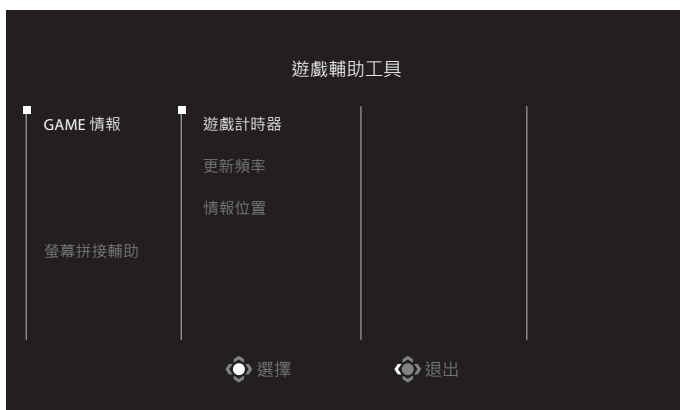 遊戲輔助工具
GAME 情報
遊戲計時器
更新頻率
情報位置
螢幕拼接輔助
選擇
退出